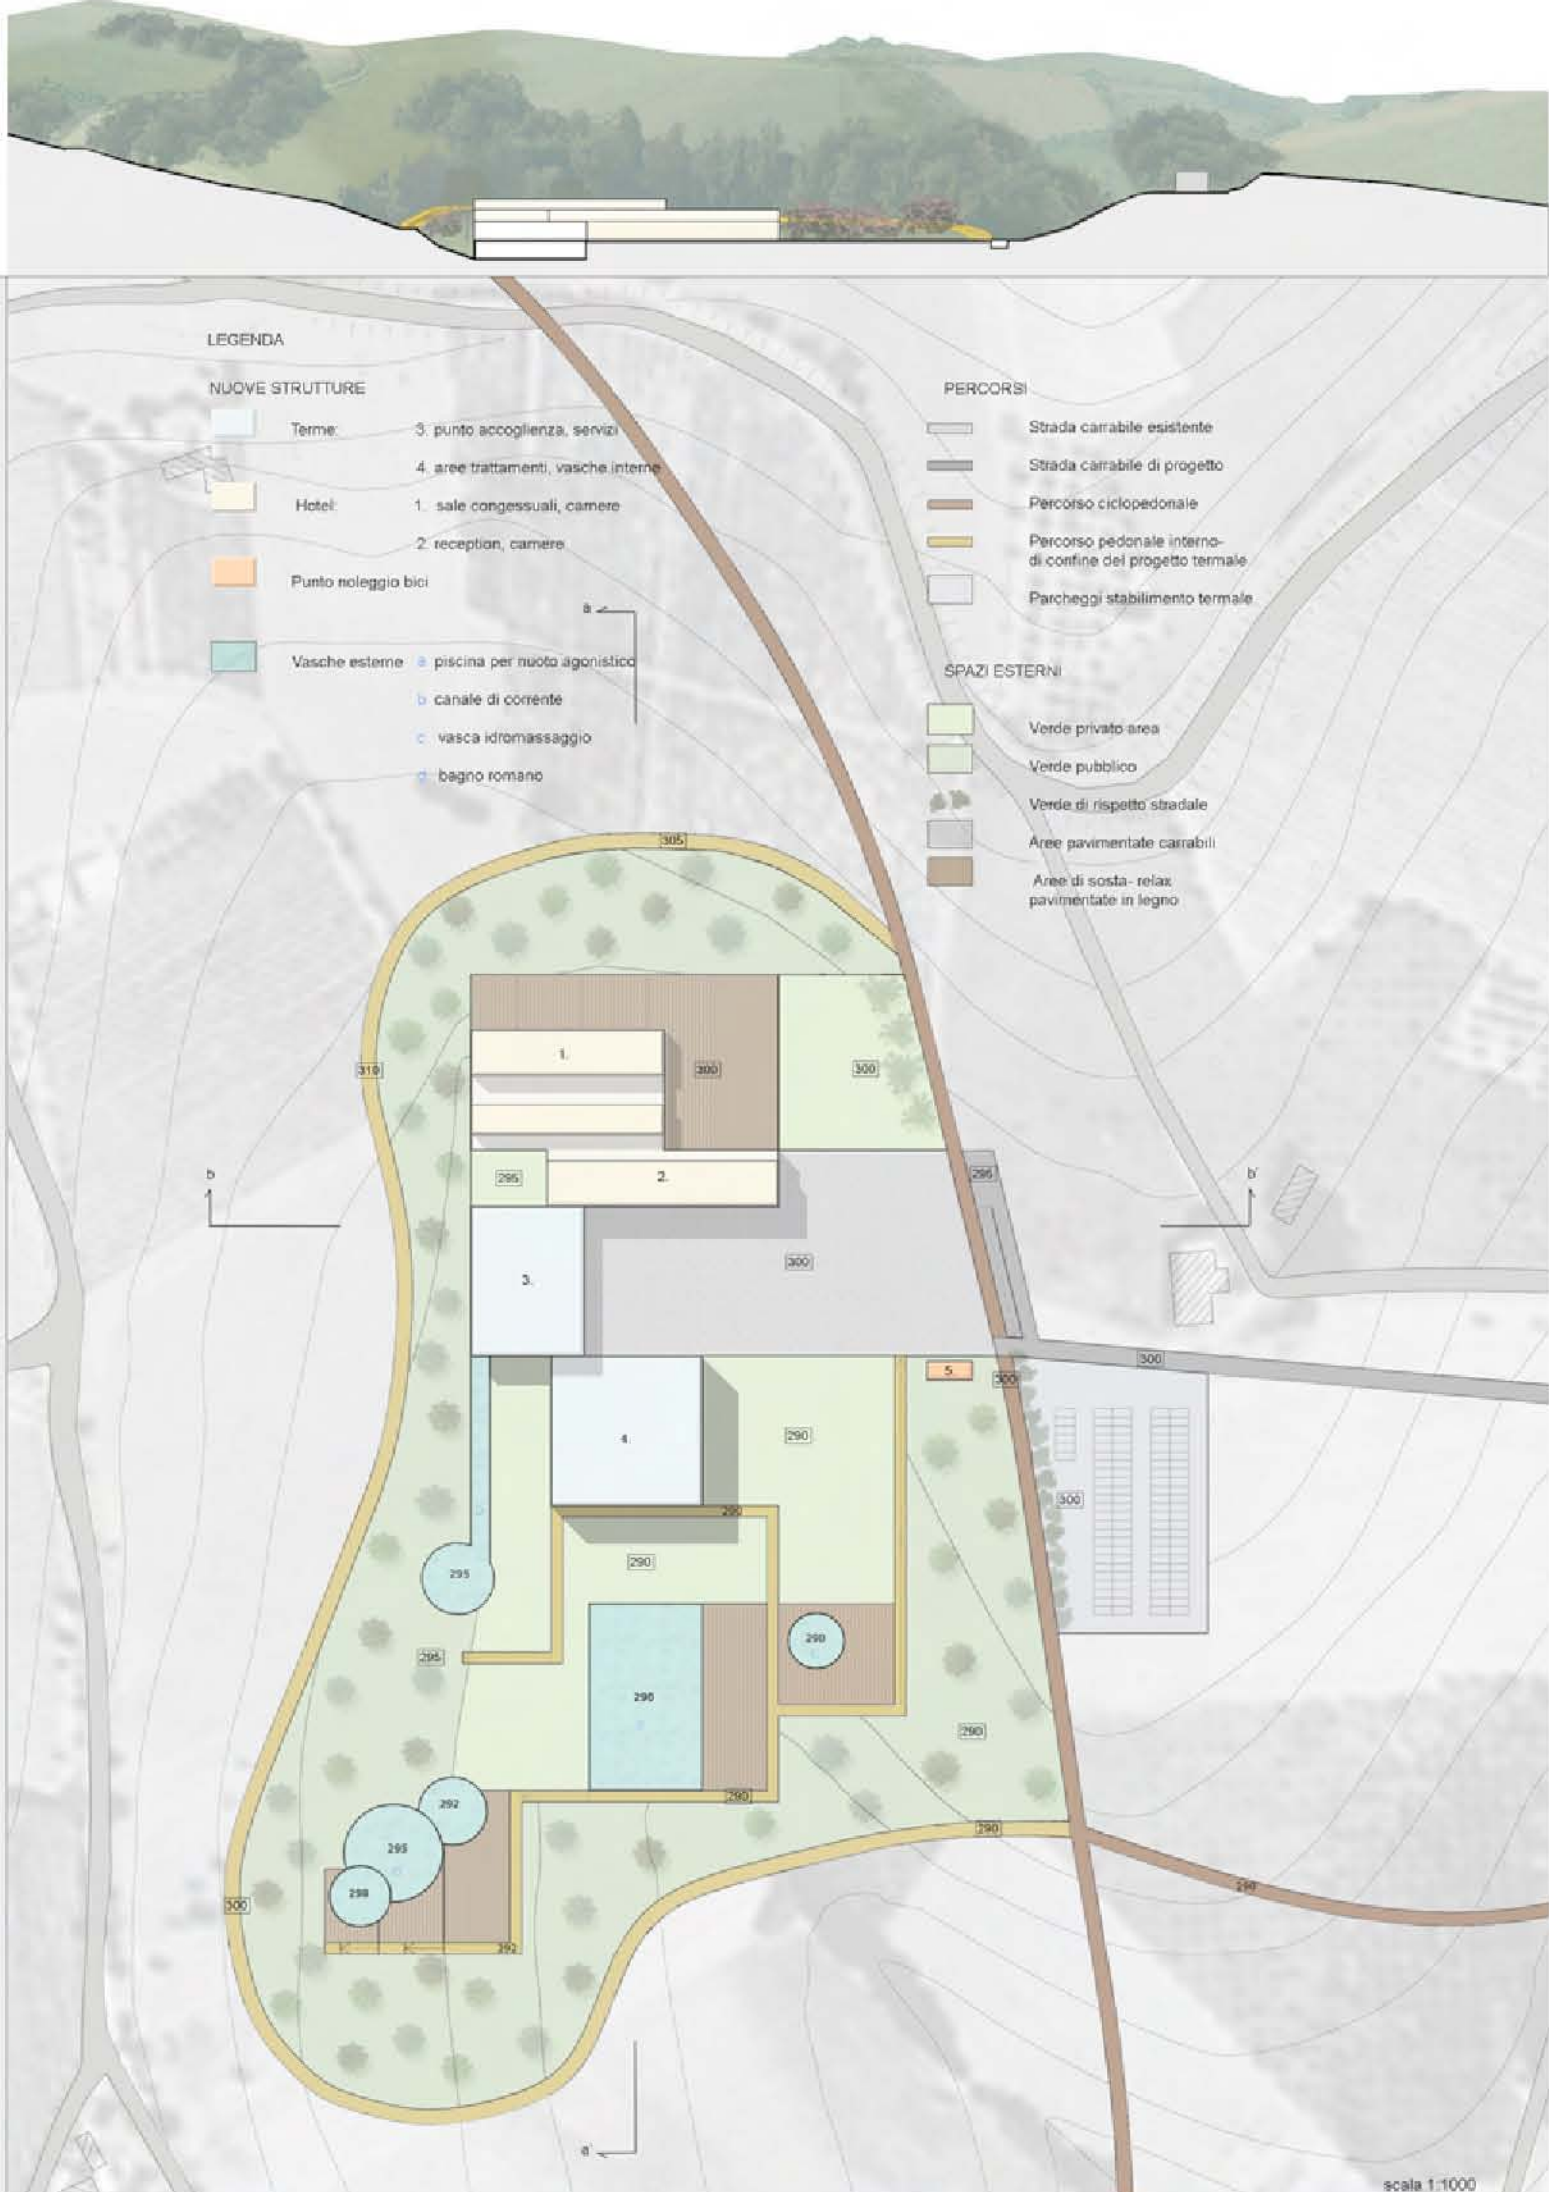 LEGENDA
NUOVE STRUTTURE
Terme:
3. punto accoglienza, servizi
4. aree trattamenti, vasche interne
Hotel:
1. sale congessuali, camere
2. reception, camere
Punto noleggio bici
Vasche esterne
a piscina per nuoto agonistico
b canale di corrente
c vasca idromassaggio
d bagno romano
PERCORSI
Strada carrabile esistente
Strada carrabile di progetto
Percorso ciclopedonale
Percorso pedonale interno-
di confine del progetto termale
Parcheggi stabilimento termale
SPAZI ESTERNI
Verde privato area
Verde pubblico
Verde di rispetto stradale
Aree pavimentate carrabili
Aree di sosta- relax
pavimentate in legno
a
305
1.
310
300
300
b
295
2.
295
b'
3.
300
300
5.
300
4.
290
300
290
290
295
290
295
290
290
290
292
290
295
290
298
300
292
a'
scala 1:1000